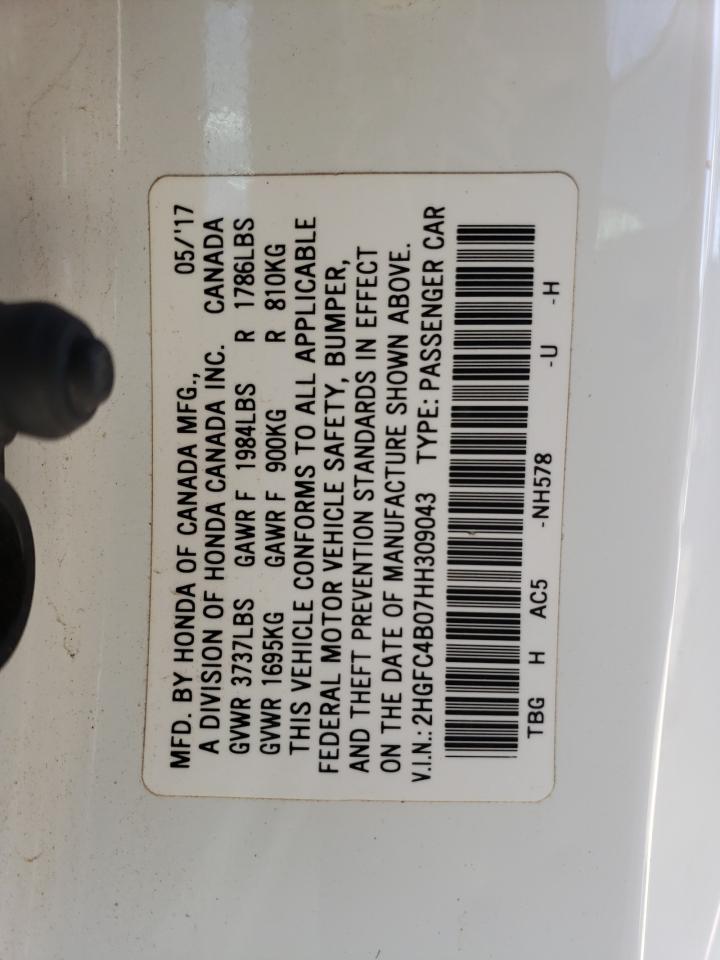 MFD. BY HONDA OF CANADA MFG., 05/'17
A DIVISION OF HONDA CANADA INC. CANADA
GVWR 3737LBS GAWR F 1984LBS R 1786LBS
GVWR 1695KG GAWR F 900KG R 810KG
THIS VEHICLE CONFORMS TO ALL APPLICABLE
FEDERAL MOTOR VEHICLE SAFETY, BUMPER,
AND THEFT PREVENTION STANDARDS IN EFFECT
ON THE DATE OF MANUFACTURE SHOWN ABOVE.
V.I.N.: 2HGFC4B07HH309043 TYPE: PASSENGER CAR
TBG H AC5 -NH578 -U -H